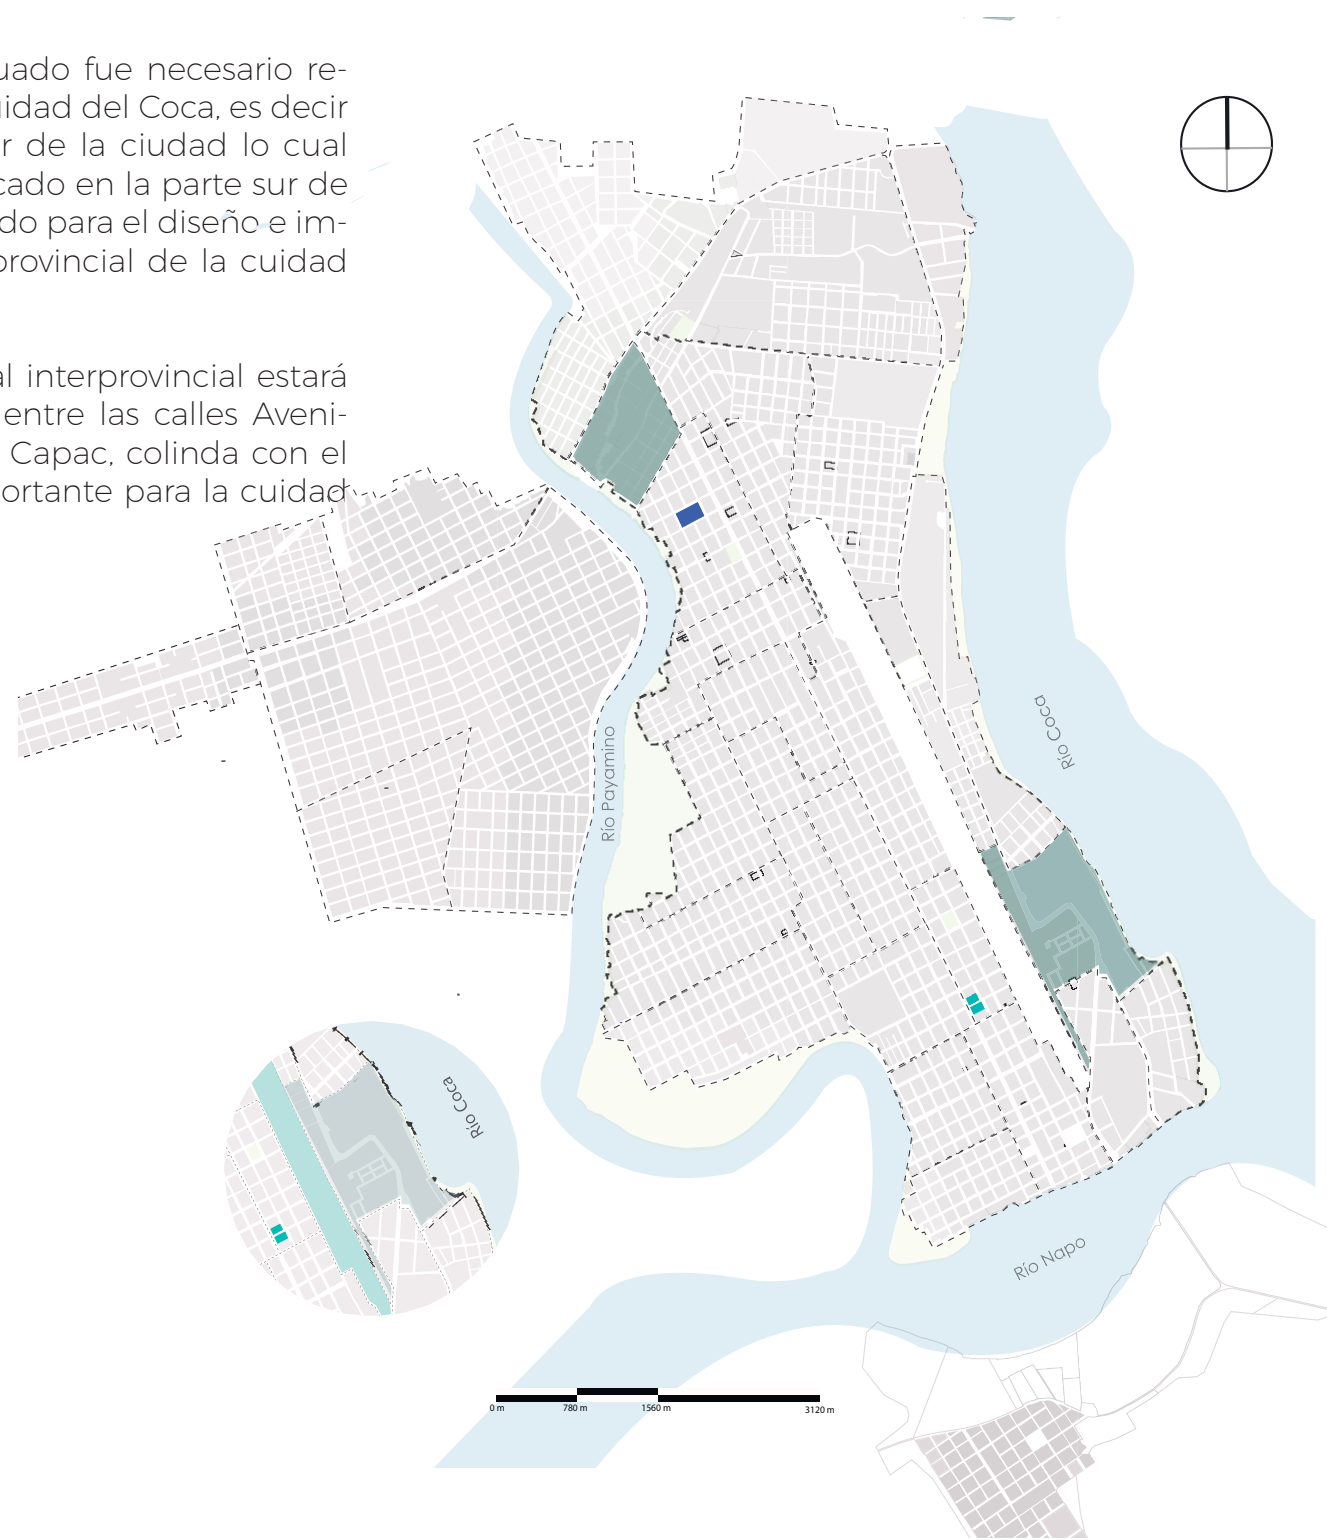 uado fue necesario re-
uidad del Coca, es decir
r de la ciudad lo cual
cado en la parte sur de
do para el diseño e im-
provincial de la cuidad
al interprovincial estará
entre las calles Aveni-
Capac, colinda con el
portante para la cuidad
Río Coca
Río Payamino
Río Coca
Río Napo
0 m 780 m 1560 m 3120 m